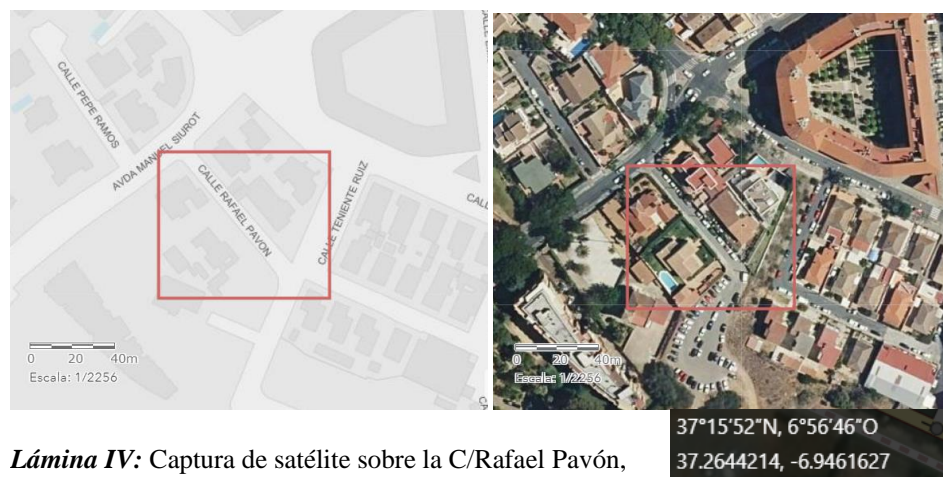 CALLE PEPE RAMOS
AVDA MANUEL SIUROT
CALLE RAFAEL PAVON
CALLE TENIENTE RUIZ
0 20 40m
Escala: 1/2256
0 20 40m
Escala: 1/2256
Lámina IV: Captura de satélite sobre la C/Rafael Pavón,
37°15'52"N, 6°56'46"O
37.2644214, -6.9461627